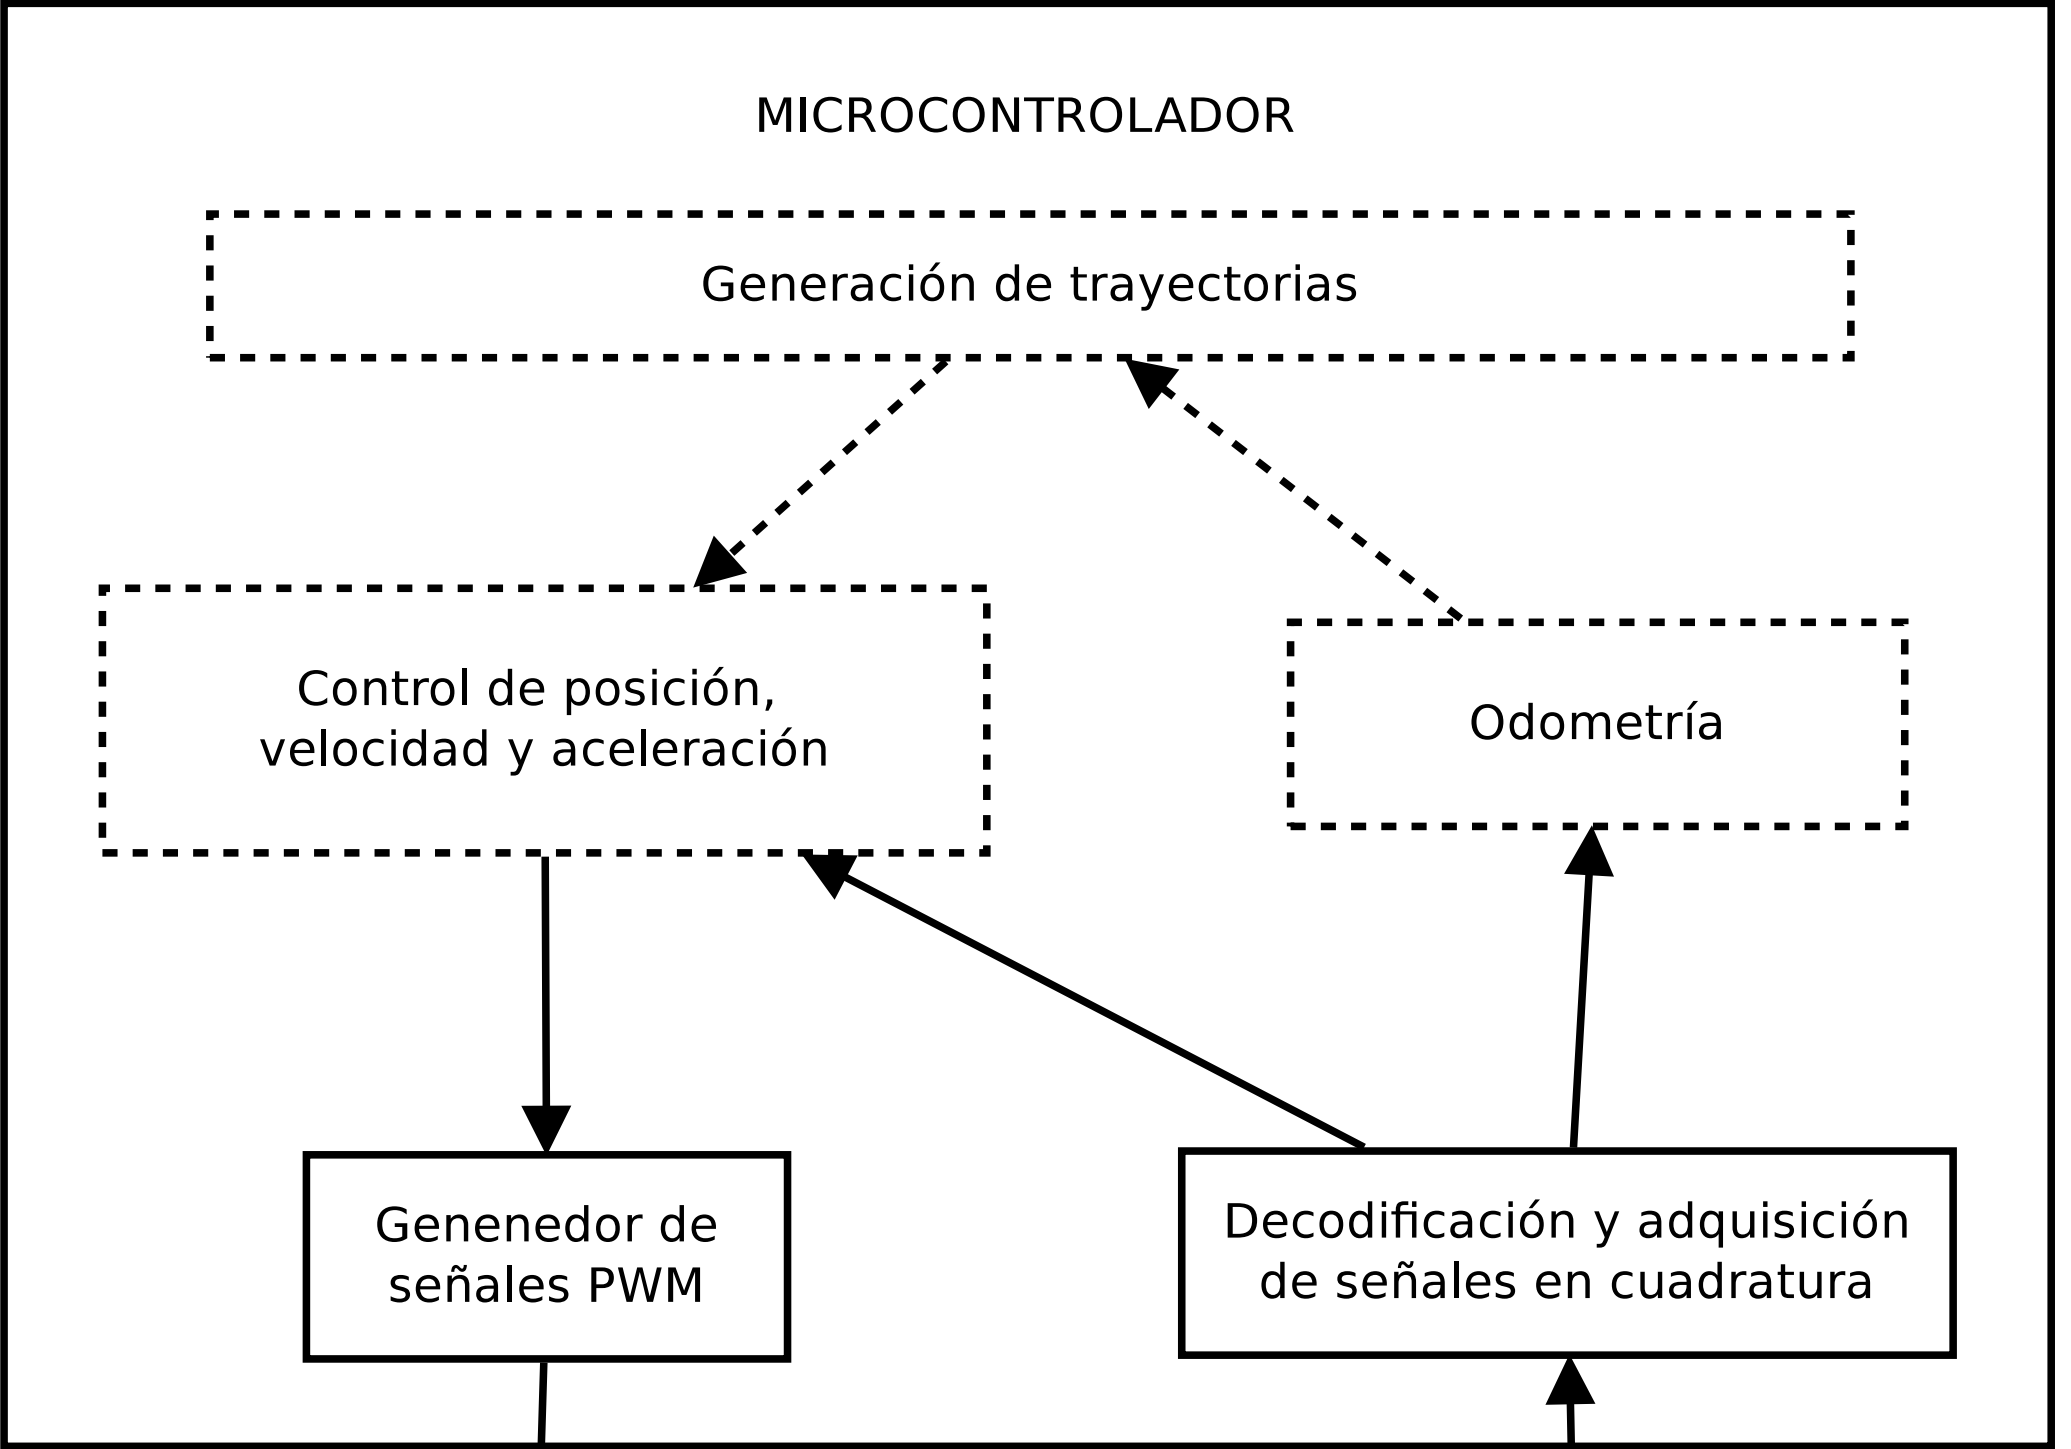 MICROCONTROLADOR
Generación de trayectorias
Control de posición,
velocidad y aceleración
Odometría
Genenedor de
señales PWM
Decodificación y adquisición
de señales en cuadratura